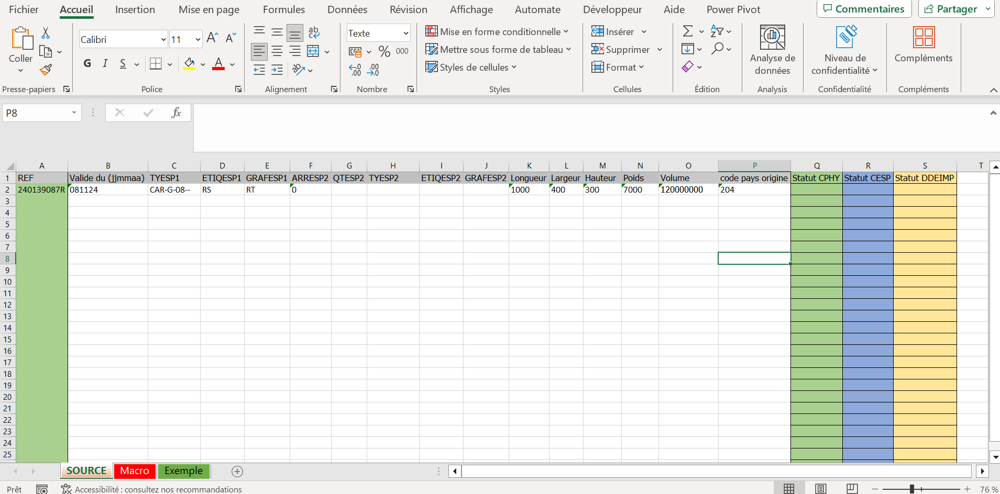 Fichier Accueil Insertion Mise en page Formules Données Révision Affichage Automate Développeur Aide Power Pivot Commentaires Partager
Coller
Presse-papiers
Calibri 11
G I S
Police
ab
Alignement
Texte
% 000
,00 ,00
Nombre
Mise en forme conditionnelle
Mettre sous forme de tableau
Styles de cellules
Styles
Insérer
Supprimer
Format
Cellules
Édition
Analyse de
données
Analysis
Niveau de
confidentialité
Confidentialité
Compléments
Compléments
P8 fx
A B C D E F G H I J K L M N O P Q R S T
1 REF Valide du (jjmmaa) TYESP1 ETIQESP1 GRAFESP1 ARRESP2 QTESP2 TYESP2 ETIQESP2 GRAFESP2 Longueur Largeur Hauteur Poids Volume code pays origine Statut CPHY Statut CESP Statut DDEIMP
2 240139087R 081124 CAR-G-08-- RS RT 0 1000 400 300 7000 120000000 204
3
4
5
6
7
8
9
10
11
12
13
14
15
16
17
18
19
20
21
22
23
24
25
SOURCE Macro Exemple
Prêt Accessibilité : consultez nos recommandations 76 %